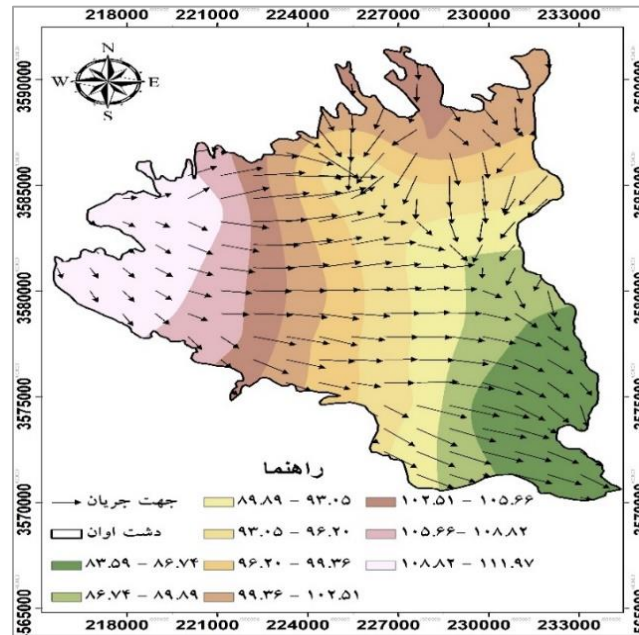 218000 221000 224000 227000 230000 233000
3590000
3585000
3580000
3575000
3570000
3565000
N
W E
S
راهنما
جهت جریان
دشت اوان
۸۳.۵۹ - ۸۶.۷۴
۸۶.۷۴ - ۸۹.۸۹
۸۹.۸۹ - ۹۳.۰۵
۹۳.۰۵ - ۹۶.۲۰
۹۶.۲۰ - ۹۹.۳۶
۹۹.۳۶ - ۱۰۲.۵۱
۱۰۲.۵۱ - ۱۰۵.۶۶
۱۰۵.۶۶ - ۱۰۸.۸۲
۱۰۸.۸۲ - ۱۱۱.۹۷
218000 221000 224000 227000 230000 233000